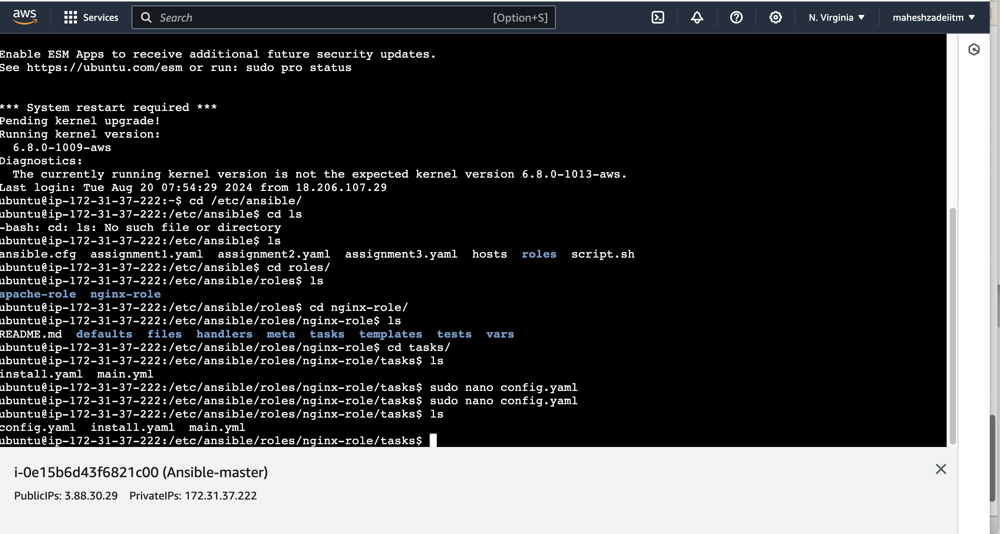 aws Services Search [Option+S] N. Virginia maheshzadeiitm
Enable ESM Apps to receive additional future security updates.
See https://ubuntu.com/esm or run: sudo pro status
*** System restart required ***
Pending kernel upgrade!
Running kernel version:
  6.8.0-1009-aws
Diagnostics:
  The currently running kernel version is not the expected kernel version 6.8.0-1013-aws.
Last login: Tue Aug 20 07:54:29 2024 from 18.206.107.29
ubuntu@ip-172-31-37-222:~$ cd /etc/ansible/
ubuntu@ip-172-31-37-222:/etc/ansible$ cd ls
-bash: cd: ls: No such file or directory
ubuntu@ip-172-31-37-222:/etc/ansible$ ls
ansible.cfg  assignment1.yaml  assignment2.yaml  assignment3.yaml  hosts  roles  script.sh
ubuntu@ip-172-31-37-222:/etc/ansible$ cd roles/
ubuntu@ip-172-31-37-222:/etc/ansible/roles$ ls
apache-role  nginx-role
ubuntu@ip-172-31-37-222:/etc/ansible/roles$ cd nginx-role/
ubuntu@ip-172-31-37-222:/etc/ansible/roles/nginx-role$ ls
README.md  defaults  files  handlers  meta  tasks  templates  tests  vars
ubuntu@ip-172-31-37-222:/etc/ansible/roles/nginx-role$ cd tasks/
ubuntu@ip-172-31-37-222:/etc/ansible/roles/nginx-role/tasks$ ls
install.yaml  main.yml
ubuntu@ip-172-31-37-222:/etc/ansible/roles/nginx-role/tasks$ sudo nano config.yaml
ubuntu@ip-172-31-37-222:/etc/ansible/roles/nginx-role/tasks$ sudo nano config.yaml
ubuntu@ip-172-31-37-222:/etc/ansible/roles/nginx-role/tasks$ ls
config.yaml  install.yaml  main.yml
ubuntu@ip-172-31-37-222:/etc/ansible/roles/nginx-role/tasks$
i-0e15b6d43f6821c00 (Ansible-master)
PublicIPs: 3.88.30.29 PrivateIPs: 172.31.37.222